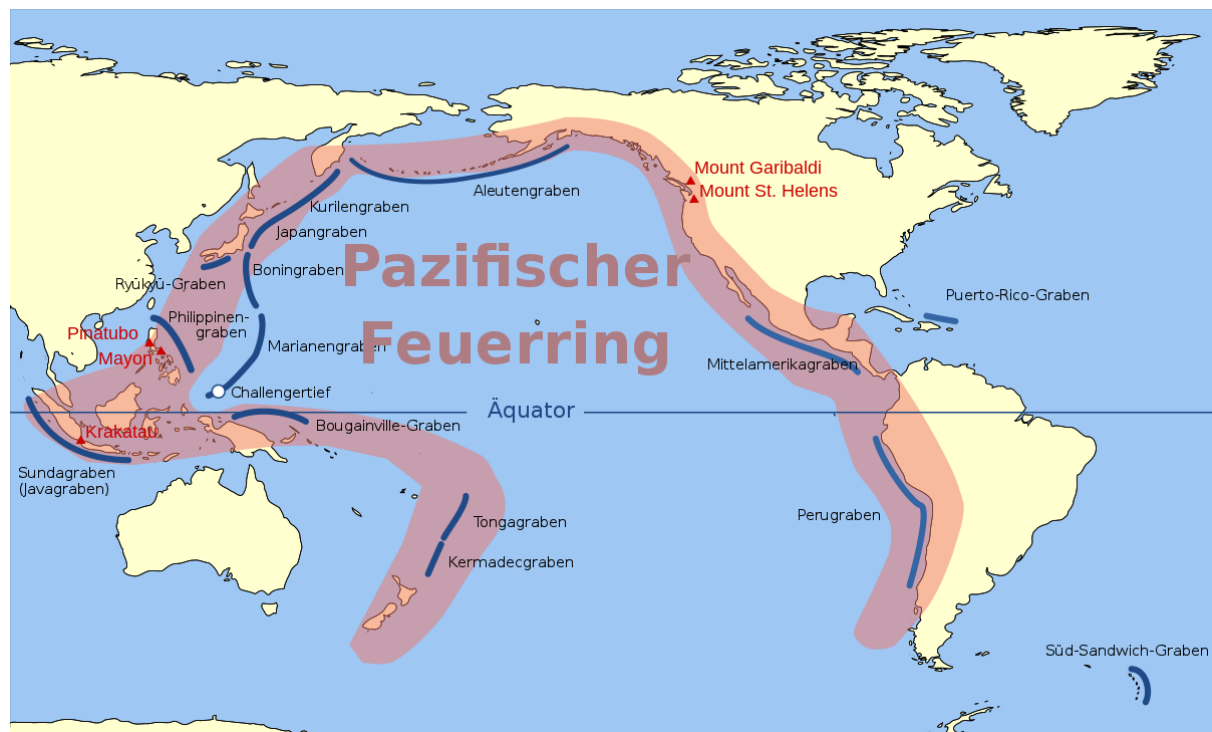 Mount Garibaldi
Mount St. Helens
Aleutengraben
Kurilengraben
Japangraben
Pazifischer
Feuerring
Boningraben
Ryūkyū-Graben
Puerto-Rico-Graben
Philippinen-
graben
Pinatubo
Marianengraben
Mayon
Mittelamerikagraben
Challengertief
Äquator
Bougainville-Graben
Krakatau
Sundagraben
(Javagraben)
Perugraben
Tongagraben
Kermadecgraben
Süd-Sandwich-Graben